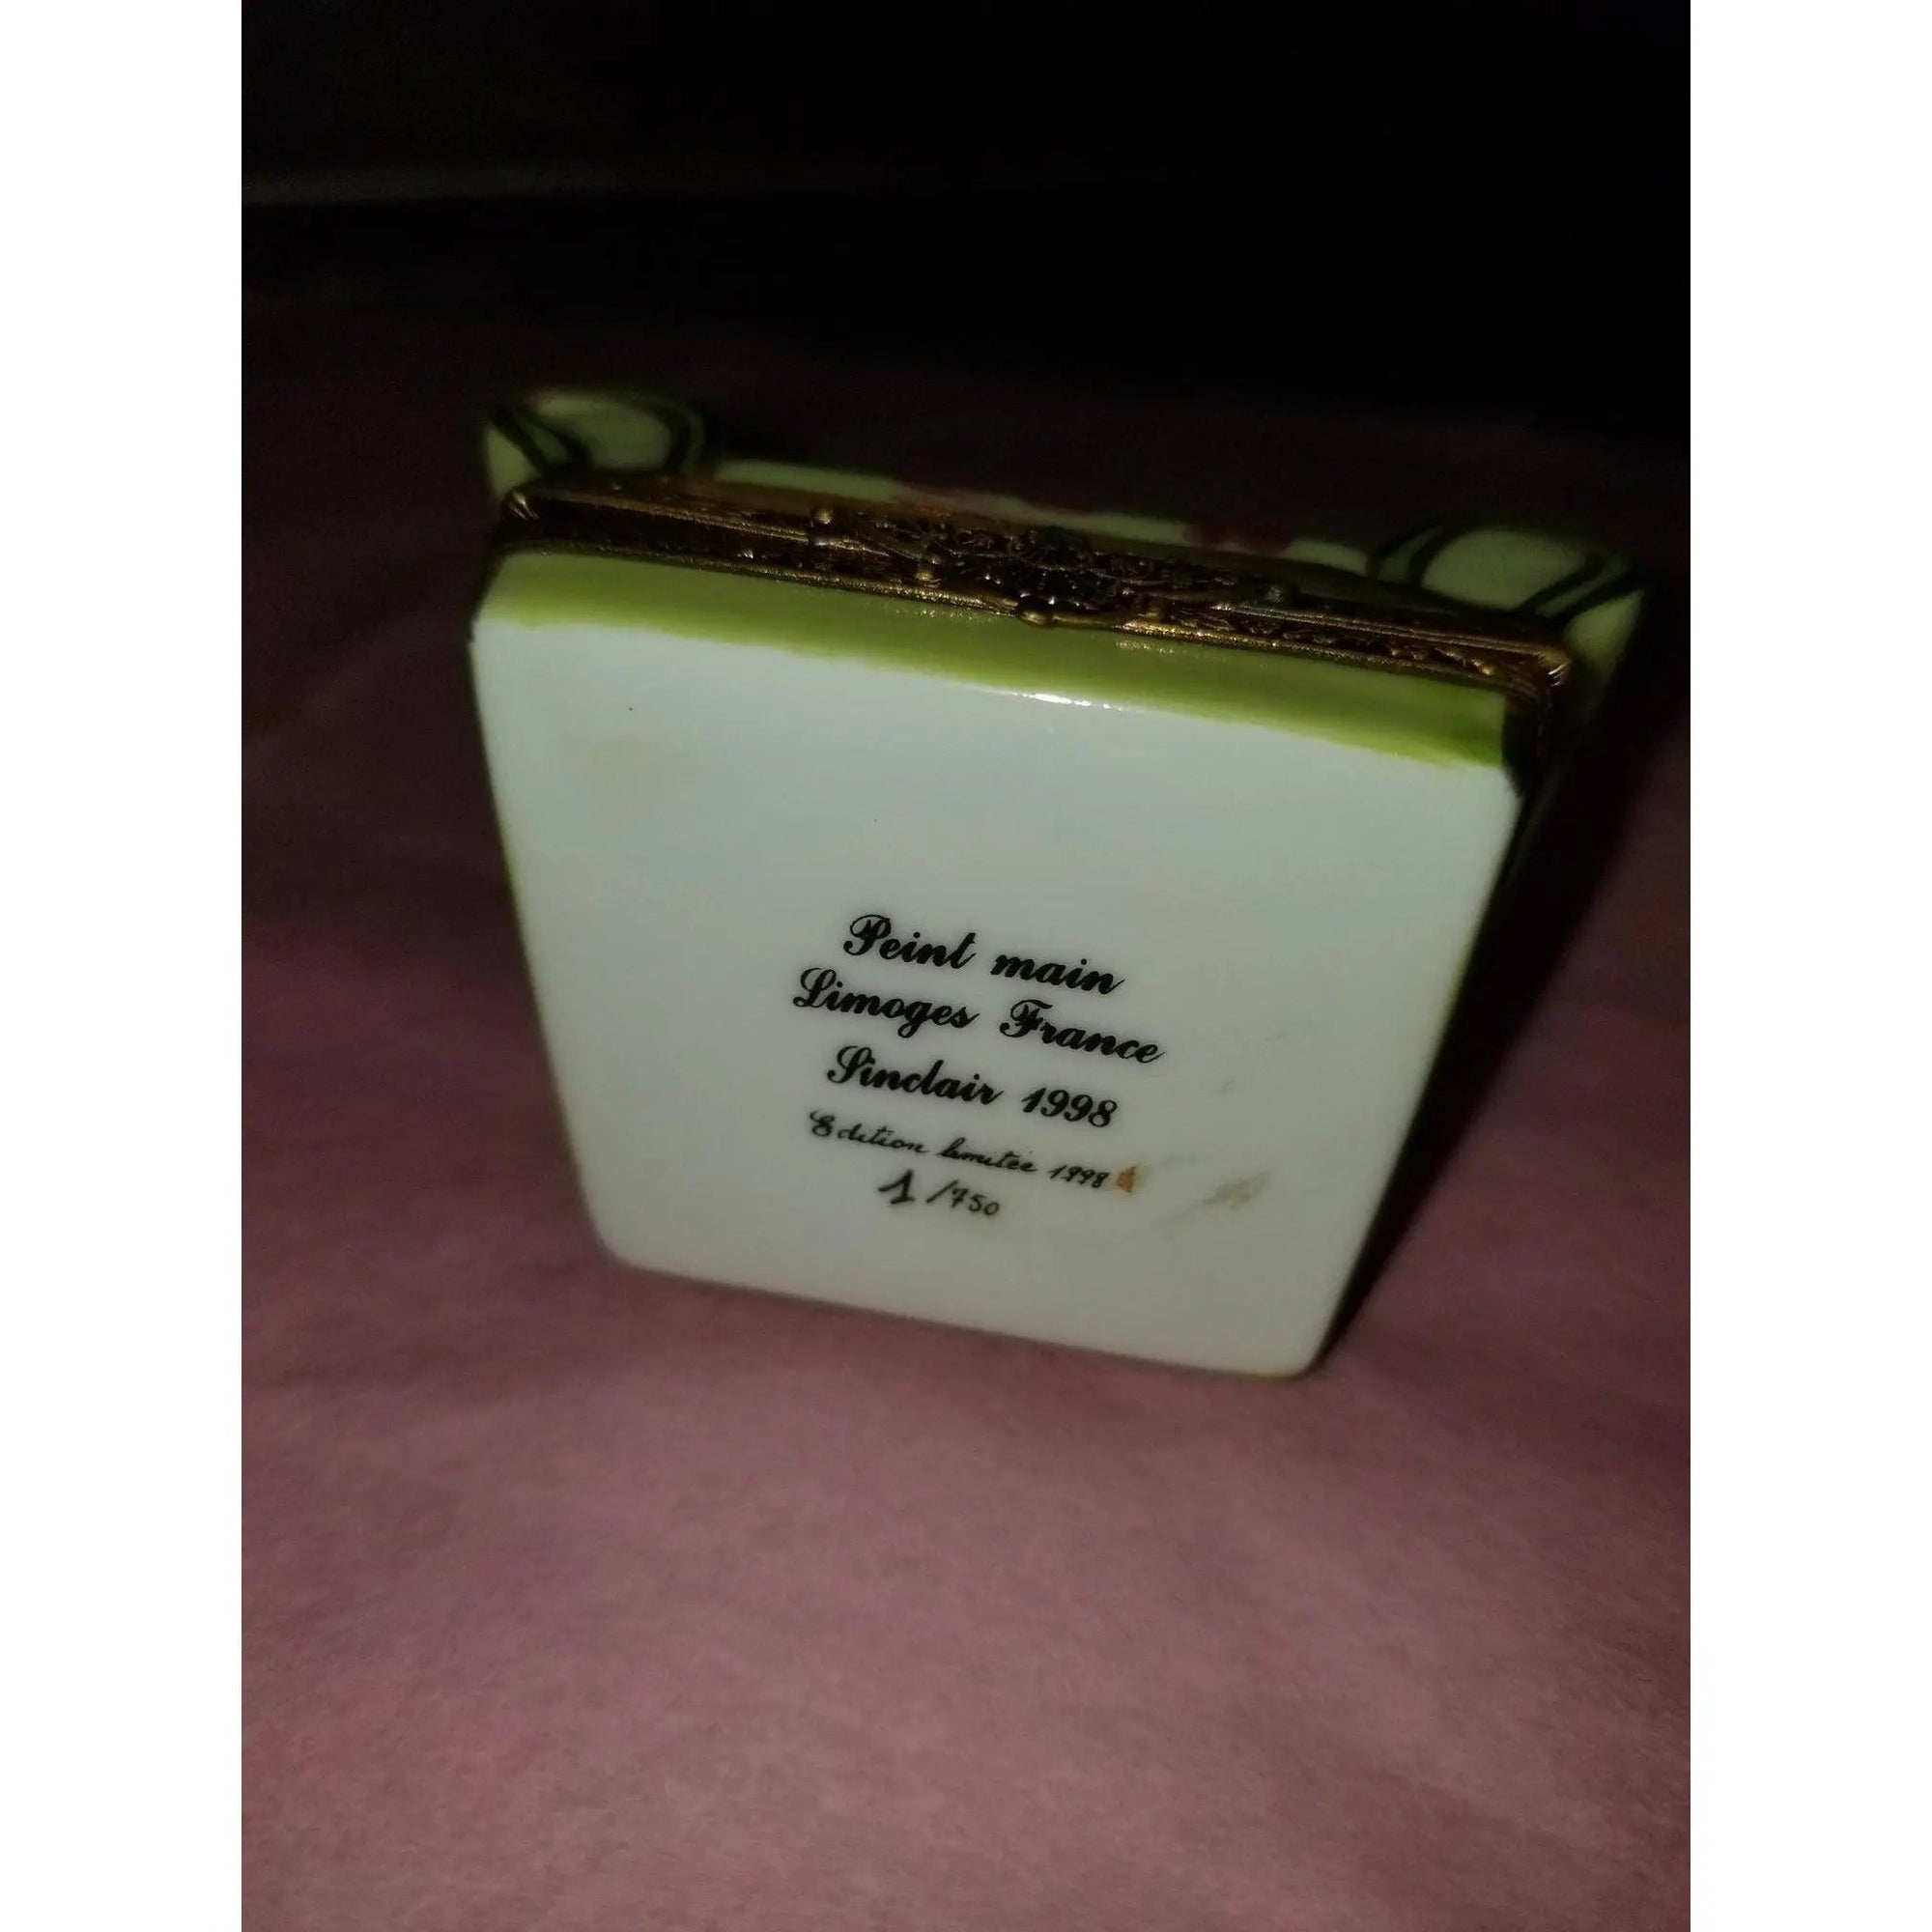 Peint main
Limoges France
Sinclair 1998
Edition limitée 1998
1/750